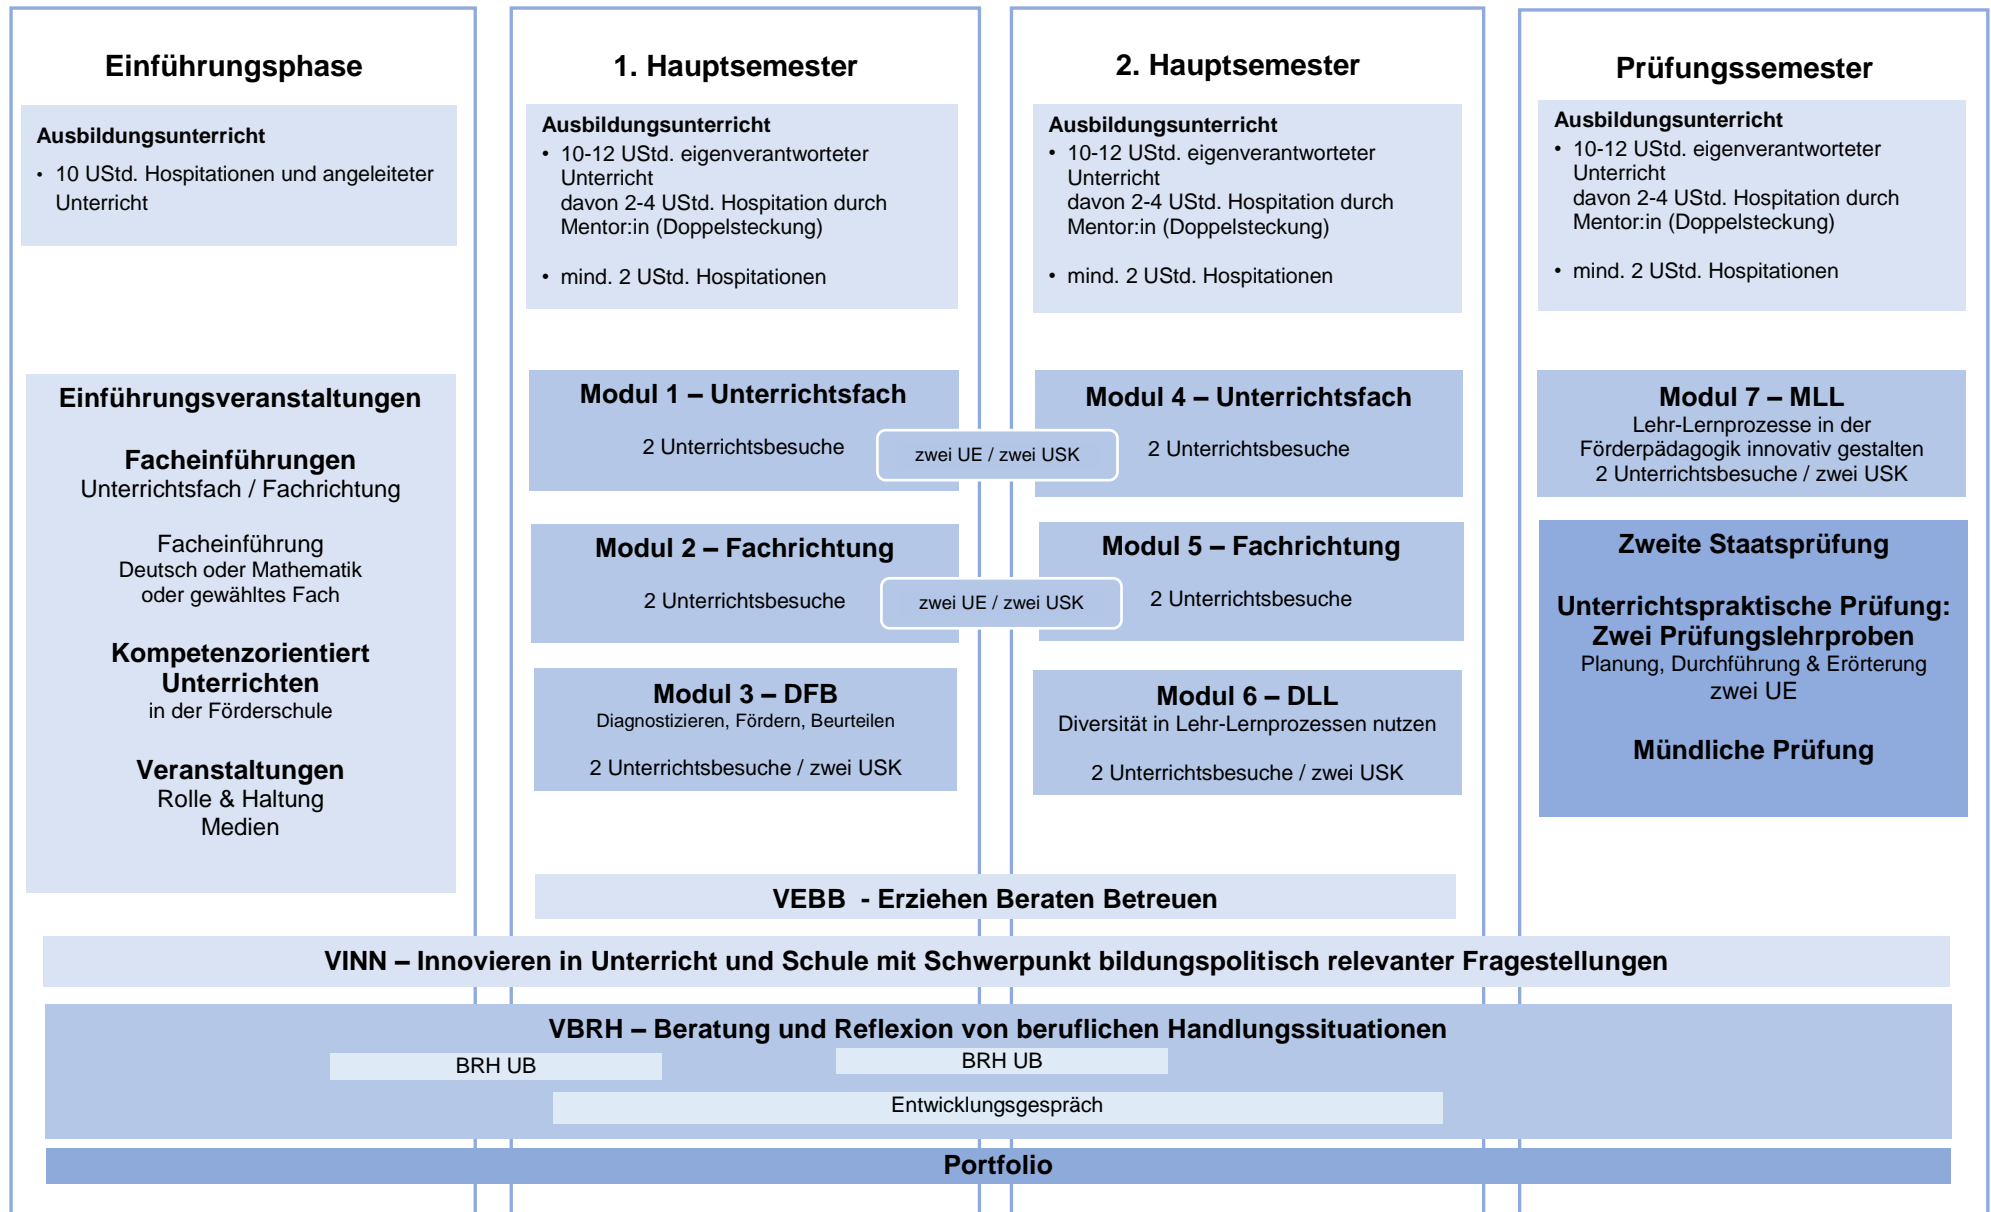 Einführungsphase
Ausbildungsunterricht
• 10 UStd. Hospitationen und angeleiteter
Unterricht
Einführungsveranstaltungen
Facheinführungen
Unterrichtsfach / Fachrichtung
Facheinführung
Deutsch oder Mathematik
oder gewähltes Fach
Kompetenzorientiert
Unterrichten
in der Förderschule
Veranstaltungen
Rolle & Haltung
Medien
1. Hauptsemester
Ausbildungsunterricht
• 10-12 UStd. eigenverantworteter
Unterricht
davon 2-4 UStd. Hospitation durch
Mentor:in (Doppelsteckung)
• mind. 2 UStd. Hospitationen
Modul 1 – Unterrichtsfach
2 Unterrichtsbesuche
zwei UE / zwei USK
Modul 2 – Fachrichtung
2 Unterrichtsbesuche
zwei UE / zwei USK
Modul 3 – DFB
Diagnostizieren, Fördern, Beurteilen
2 Unterrichtsbesuche / zwei USK
2. Hauptsemester
Ausbildungsunterricht
• 10-12 UStd. eigenverantworteter
Unterricht
davon 2-4 UStd. Hospitation durch
Mentor:in (Doppelsteckung)
• mind. 2 UStd. Hospitationen
Modul 4 – Unterrichtsfach
2 Unterrichtsbesuche
Modul 5 – Fachrichtung
2 Unterrichtsbesuche
Modul 6 – DLL
Diversität in Lehr-Lernprozessen nutzen
2 Unterrichtsbesuche / zwei USK
Prüfungssemester
Ausbildungsunterricht
• 10-12 UStd. eigenverantworteter
Unterricht
davon 2-4 UStd. Hospitation durch
Mentor:in (Doppelsteckung)
• mind. 2 UStd. Hospitationen
Modul 7 – MLL
Lehr-Lernprozesse in der
Förderpädagogik innovativ gestalten
2 Unterrichtsbesuche / zwei USK
Zweite Staatsprüfung
Unterrichtspraktische Prüfung:
Zwei Prüfungslehrproben
Planung, Durchführung & Erörterung
zwei UE
Mündliche Prüfung
VEBB - Erziehen Beraten Betreuen
VINN – Innovieren in Unterricht und Schule mit Schwerpunkt bildungspolitisch relevanter Fragestellungen
VBRH – Beratung und Reflexion von beruflichen Handlungssituationen
BRH UB
BRH UB
Entwicklungsgespräch
Portfolio